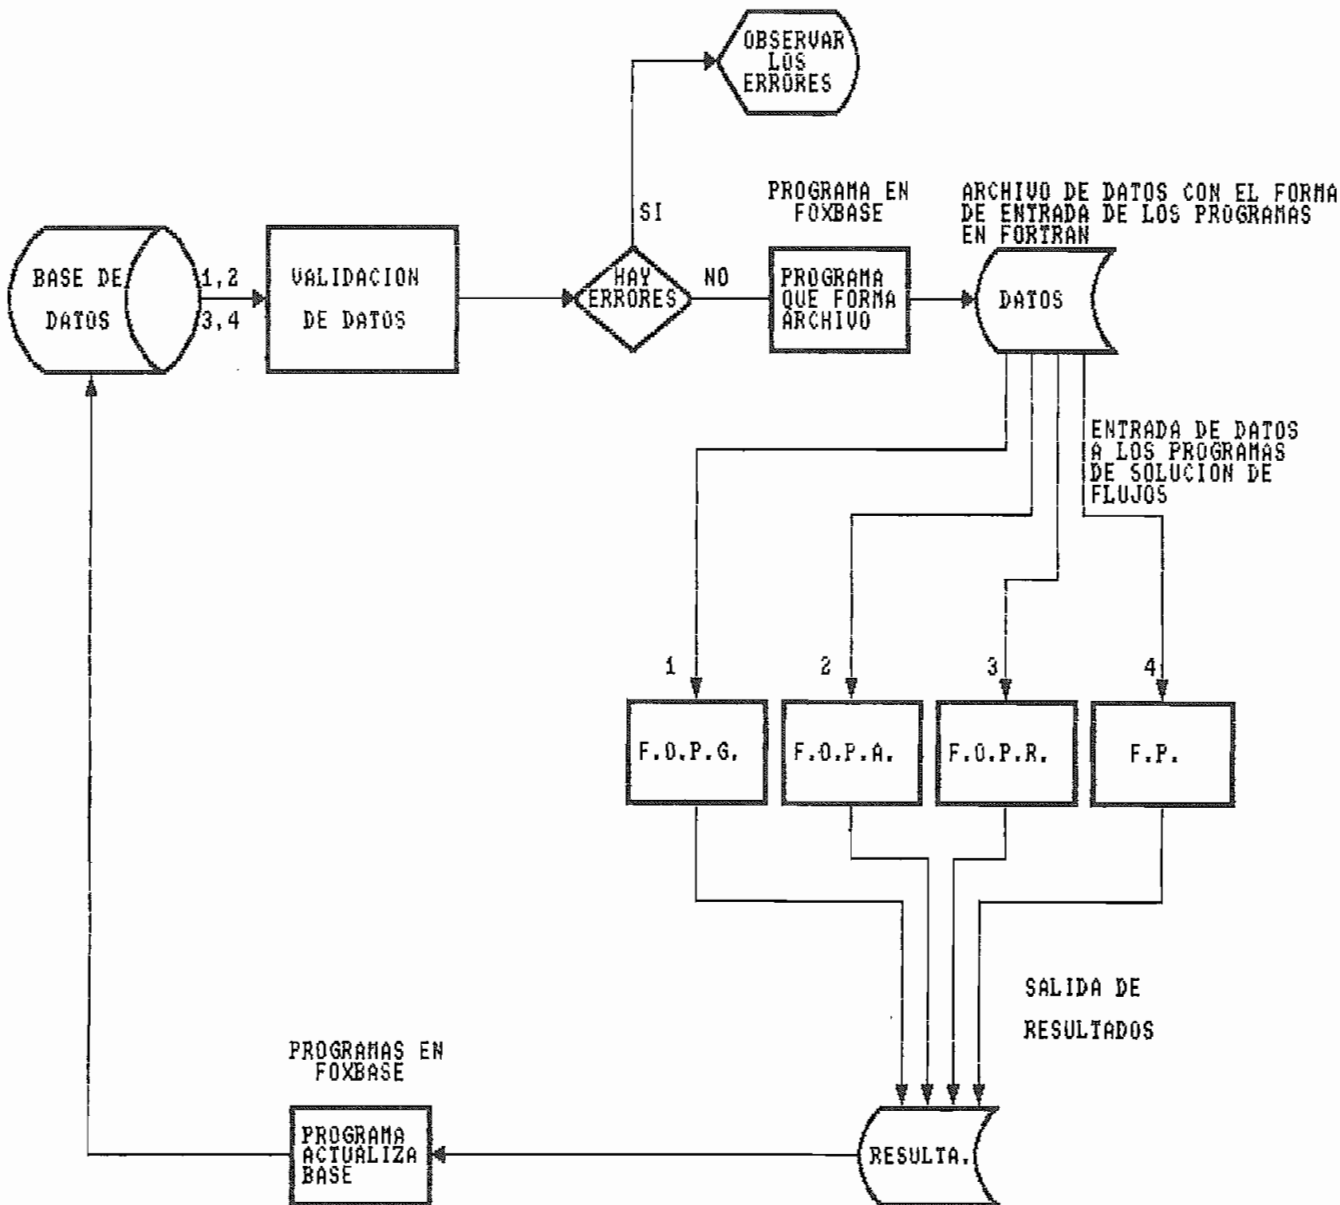 OBSERVAR
LOS
ERRORES
SI
PROGRAMA EN
FOXBASE
ARCHIVO DE DATOS CON EL FORMA
DE ENTRADA DE LOS PROGRAMAS
EN FORTRAN
BASE DE
DATOS
1,2
3,4
VALIDACION
DE DATOS
HAY
ERRORES
NO
PROGRAMA
QUE FORMA
ARCHIVO
DATOS
ENTRADA DE DATOS
A LOS PROGRAMAS
DE SOLUCION DE
FLUJOS
1
2
3
4
F.O.P.G.
F.O.P.A.
F.O.P.R.
F.P.
SALIDA DE
RESULTADOS
PROGRAMAS EN
FOXBASE
PROGRAMA
ACTUALIZA
BASE
RESULTA.